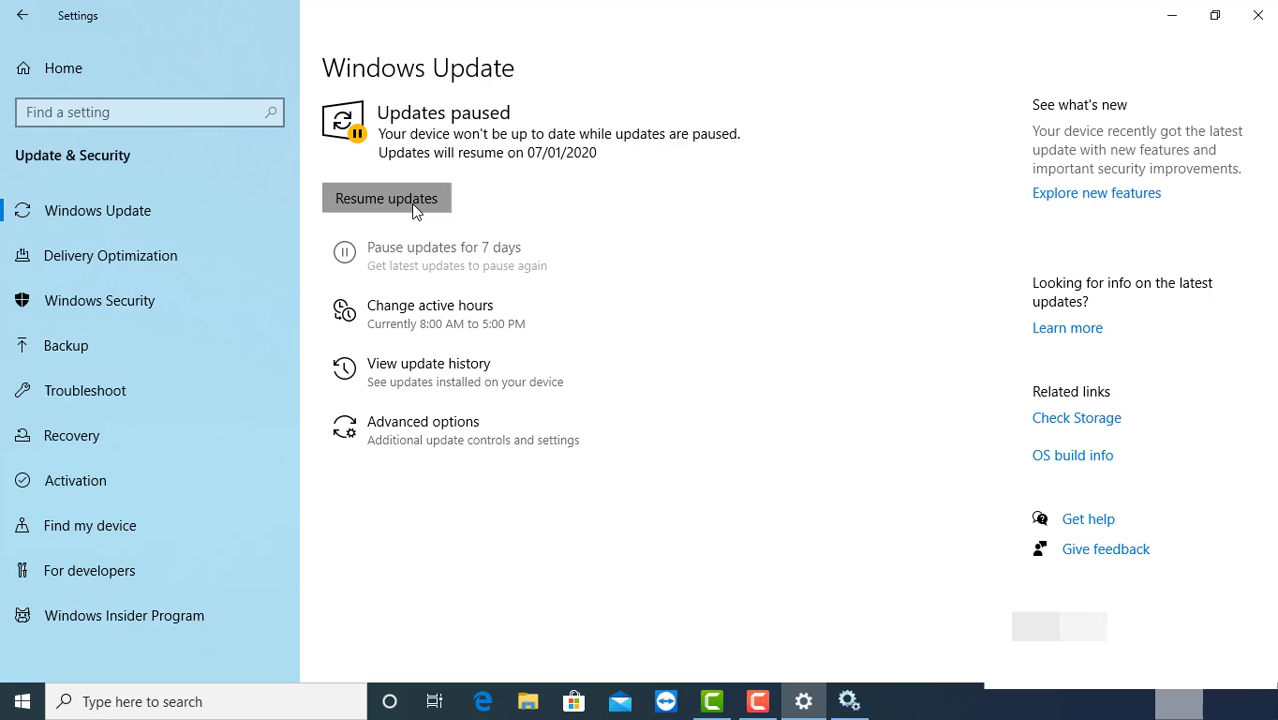 Settings
Home
Find a setting
Update & Security
Windows Update
Delivery Optimization
Windows Security
Backup
Troubleshoot
Recovery
Activation
Find my device
For developers
Windows Insider Program
Windows Update
Updates paused
Your device won't be up to date while updates are paused.
Updates will resume on 07/01/2020
Resume updates
Pause updates for 7 days
Get latest updates to pause again
Change active hours
Currently 8:00 AM to 5:00 PM
View update history
See updates installed on your device
Advanced options
Additional update controls and settings
See what's new
Your device recently got the latest
update with new features and
important security improvements.
Explore new features
Looking for info on the latest
updates?
Learn more
Related links
Check Storage
OS build info
Get help
Give feedback
Type here to search